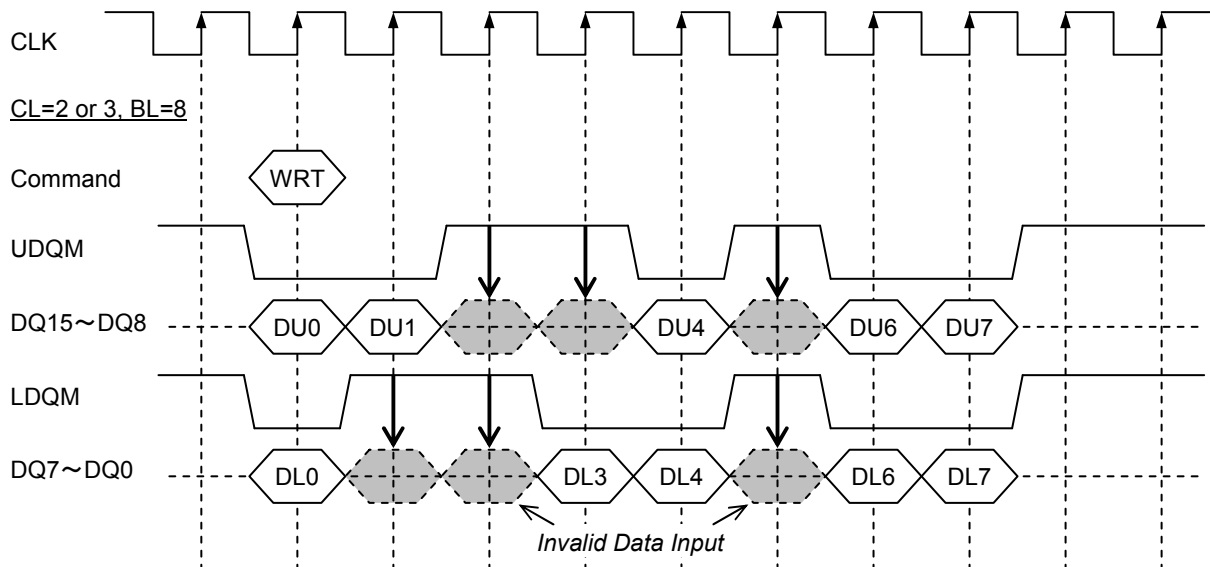 CLK
CL=2 or 3, BL=8
Command WRT
UDQM
DQ15～DQ8 DU0 DU1 DU4 DU6 DU7
LDQM
DQ7～DQ0 DL0 DL3 DL4 DL6 DL7
Invalid Data Input